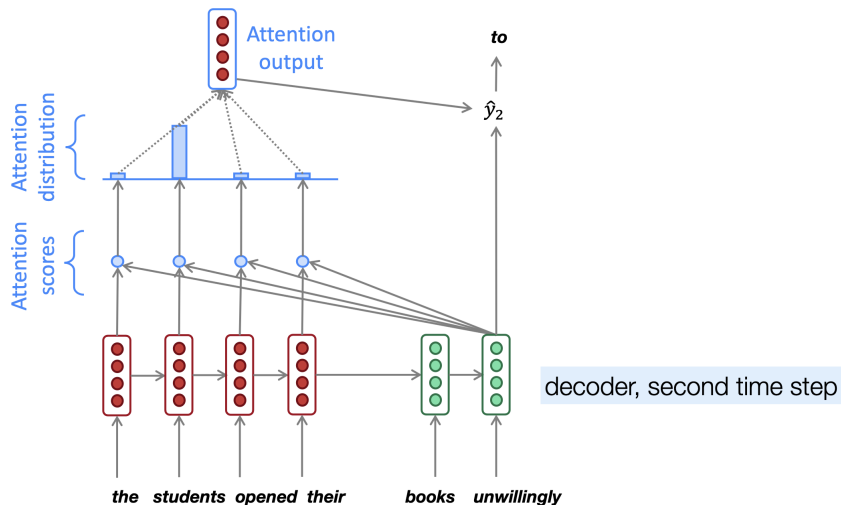 Attention
output
to
ŷ₂
Attention
distribution
Attention
scores
decoder, second time step
the students opened their books unwillingly